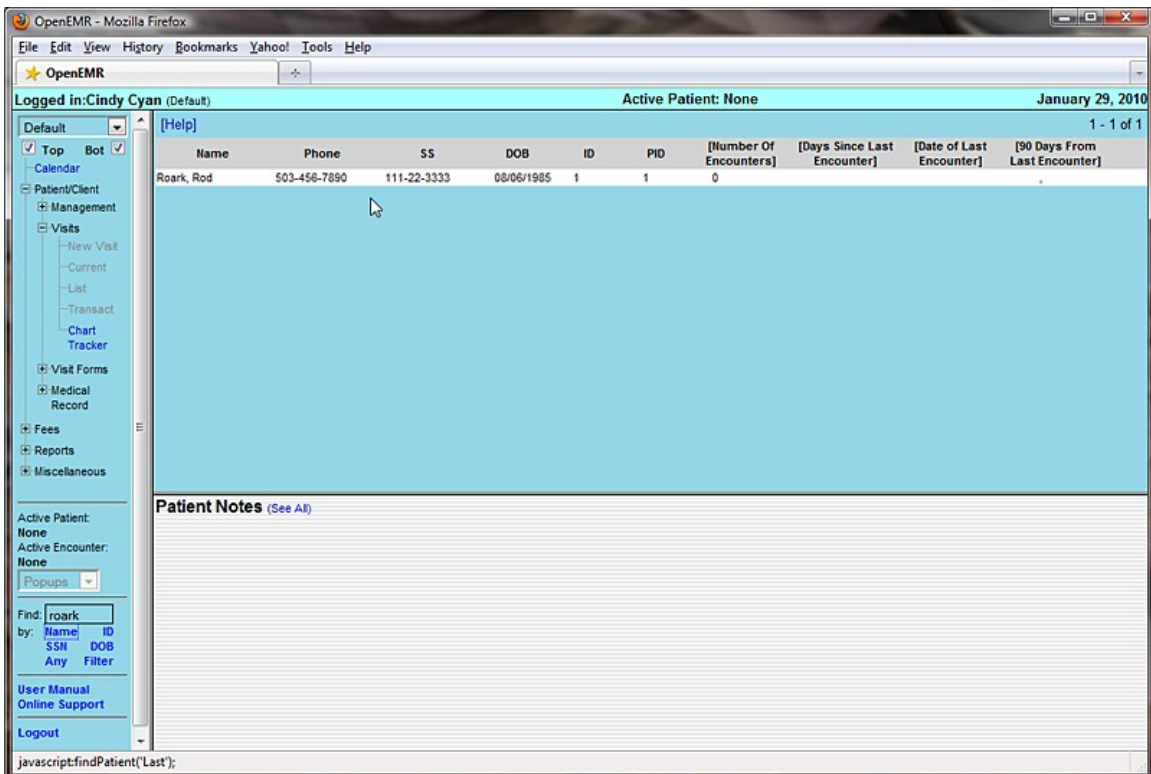 OpenEMR - Mozilla Firefox
File Edit View History Bookmarks Yahoo! Tools Help
OpenEMR
Logged in:Cindy Cyan (Default) Active Patient: None January 29, 2010
Default
Top Bot
Calendar
Patient/Client
Management
Visits
New Visit
Current
List
Transact
Chart
Tracker
Visit Forms
Medical
Record
Fees
Reports
Miscellaneous
Active Patient:
None
Active Encounter:
None
Popups
Find: roark
by: Name ID
SSN DOB
Any Filter
User Manual
Online Support
Logout
[Help] 1 - 1 of 1
Name Phone SS DOB ID PID [Number Of Encounters] [Days Since Last Encounter] [Date of Last Encounter] [90 Days From Last Encounter]
Roark, Rod 503-456-7890 111-22-3333 08/06/1985 1 1 0
Patient Notes (See All)
javascript:findPatient('Last');